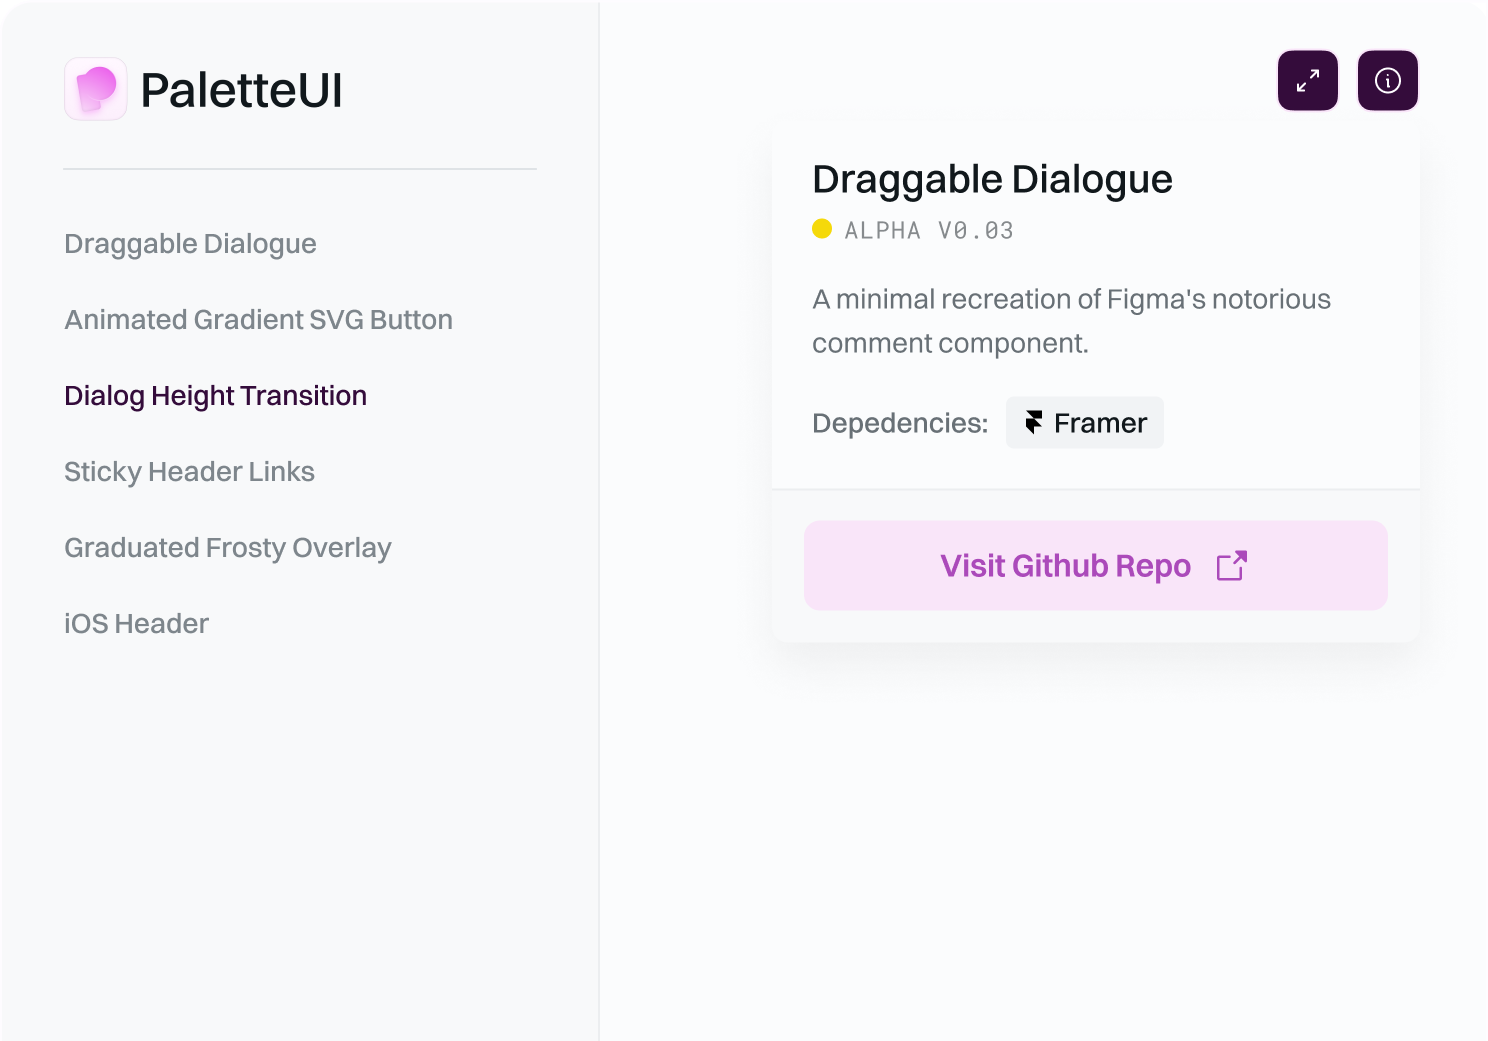 PaletteUI
Draggable Dialogue
Animated Gradient SVG Button
Dialog Height Transition
Sticky Header Links
Graduated Frosty Overlay
iOS Header
Draggable Dialogue
ALPHA V0.03
A minimal recreation of Figma's notorious
comment component.
Depedencies: Framer
Visit Github Repo